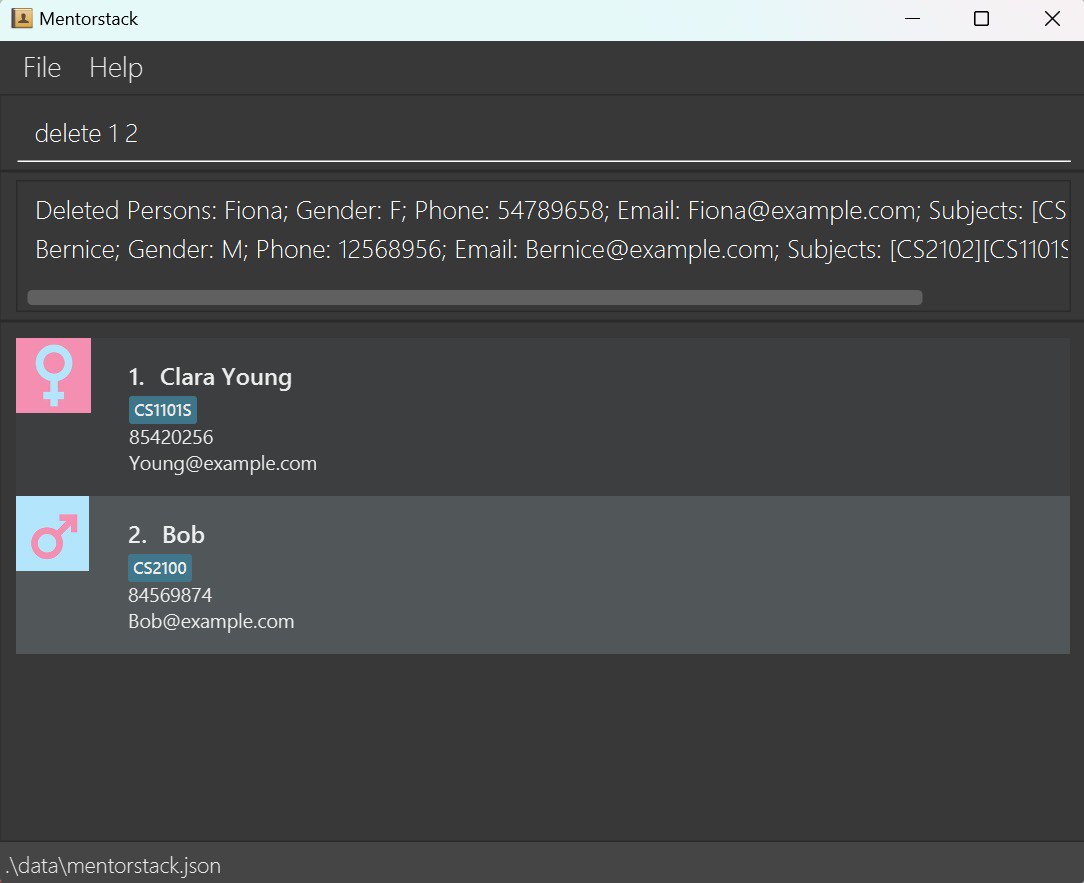 Mentorstack
File Help
delete 1 2
Deleted Persons: Fiona; Gender: F; Phone: 54789658; Email: Fiona@example.com; Subjects: [CS
Bernice; Gender: M; Phone: 12568956; Email: Bernice@example.com; Subjects: [CS2102][CS1101S
1. Clara Young
CS1101S
85420256
Young@example.com
2. Bob
CS2100
84569874
Bob@example.com
.\data\mentorstack.json